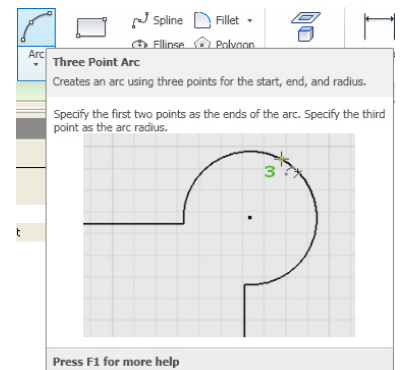 Spline Fillet
Ellipse Polygon
Arc
Three Point Arc
Creates an arc using three points for the start, end, and radius.
Specify the first two points as the ends of the arc. Specify the third
point as the arc radius.
3
t
Press F1 for more help